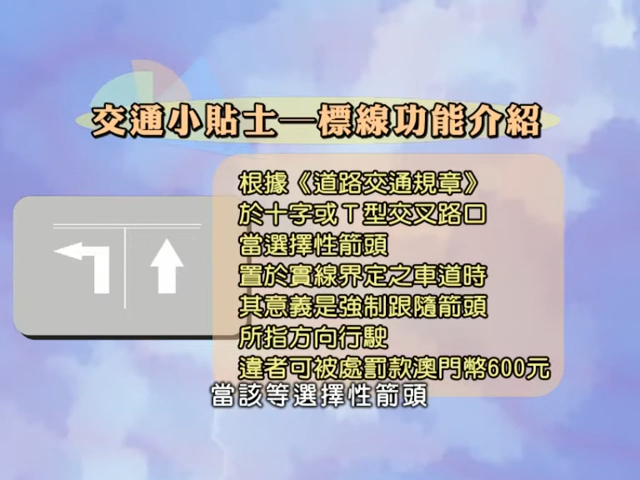 交通小貼士─標線功能介紹
根據《道路交通規章》
於十字或T型交叉路口
當選擇性箭頭
置於實線界定之車道時
其意義是強制跟隨箭頭
所指方向行駛
違者可被處罰款澳門幣600元
當該等選擇性箭頭